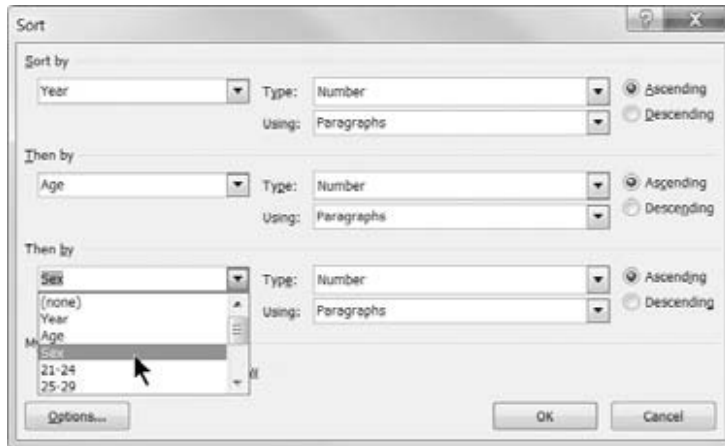 Sort
Sort by
Year Type: Number Ascending
Using: Paragraphs Descending
Then by
Age Type: Number Ascending
Using: Paragraphs Descending
Then by
Sex Type: Number Ascending
(none)
Year Using: Paragraphs Descending
Age
Sex
21-24
25-29
Options... OK Cancel